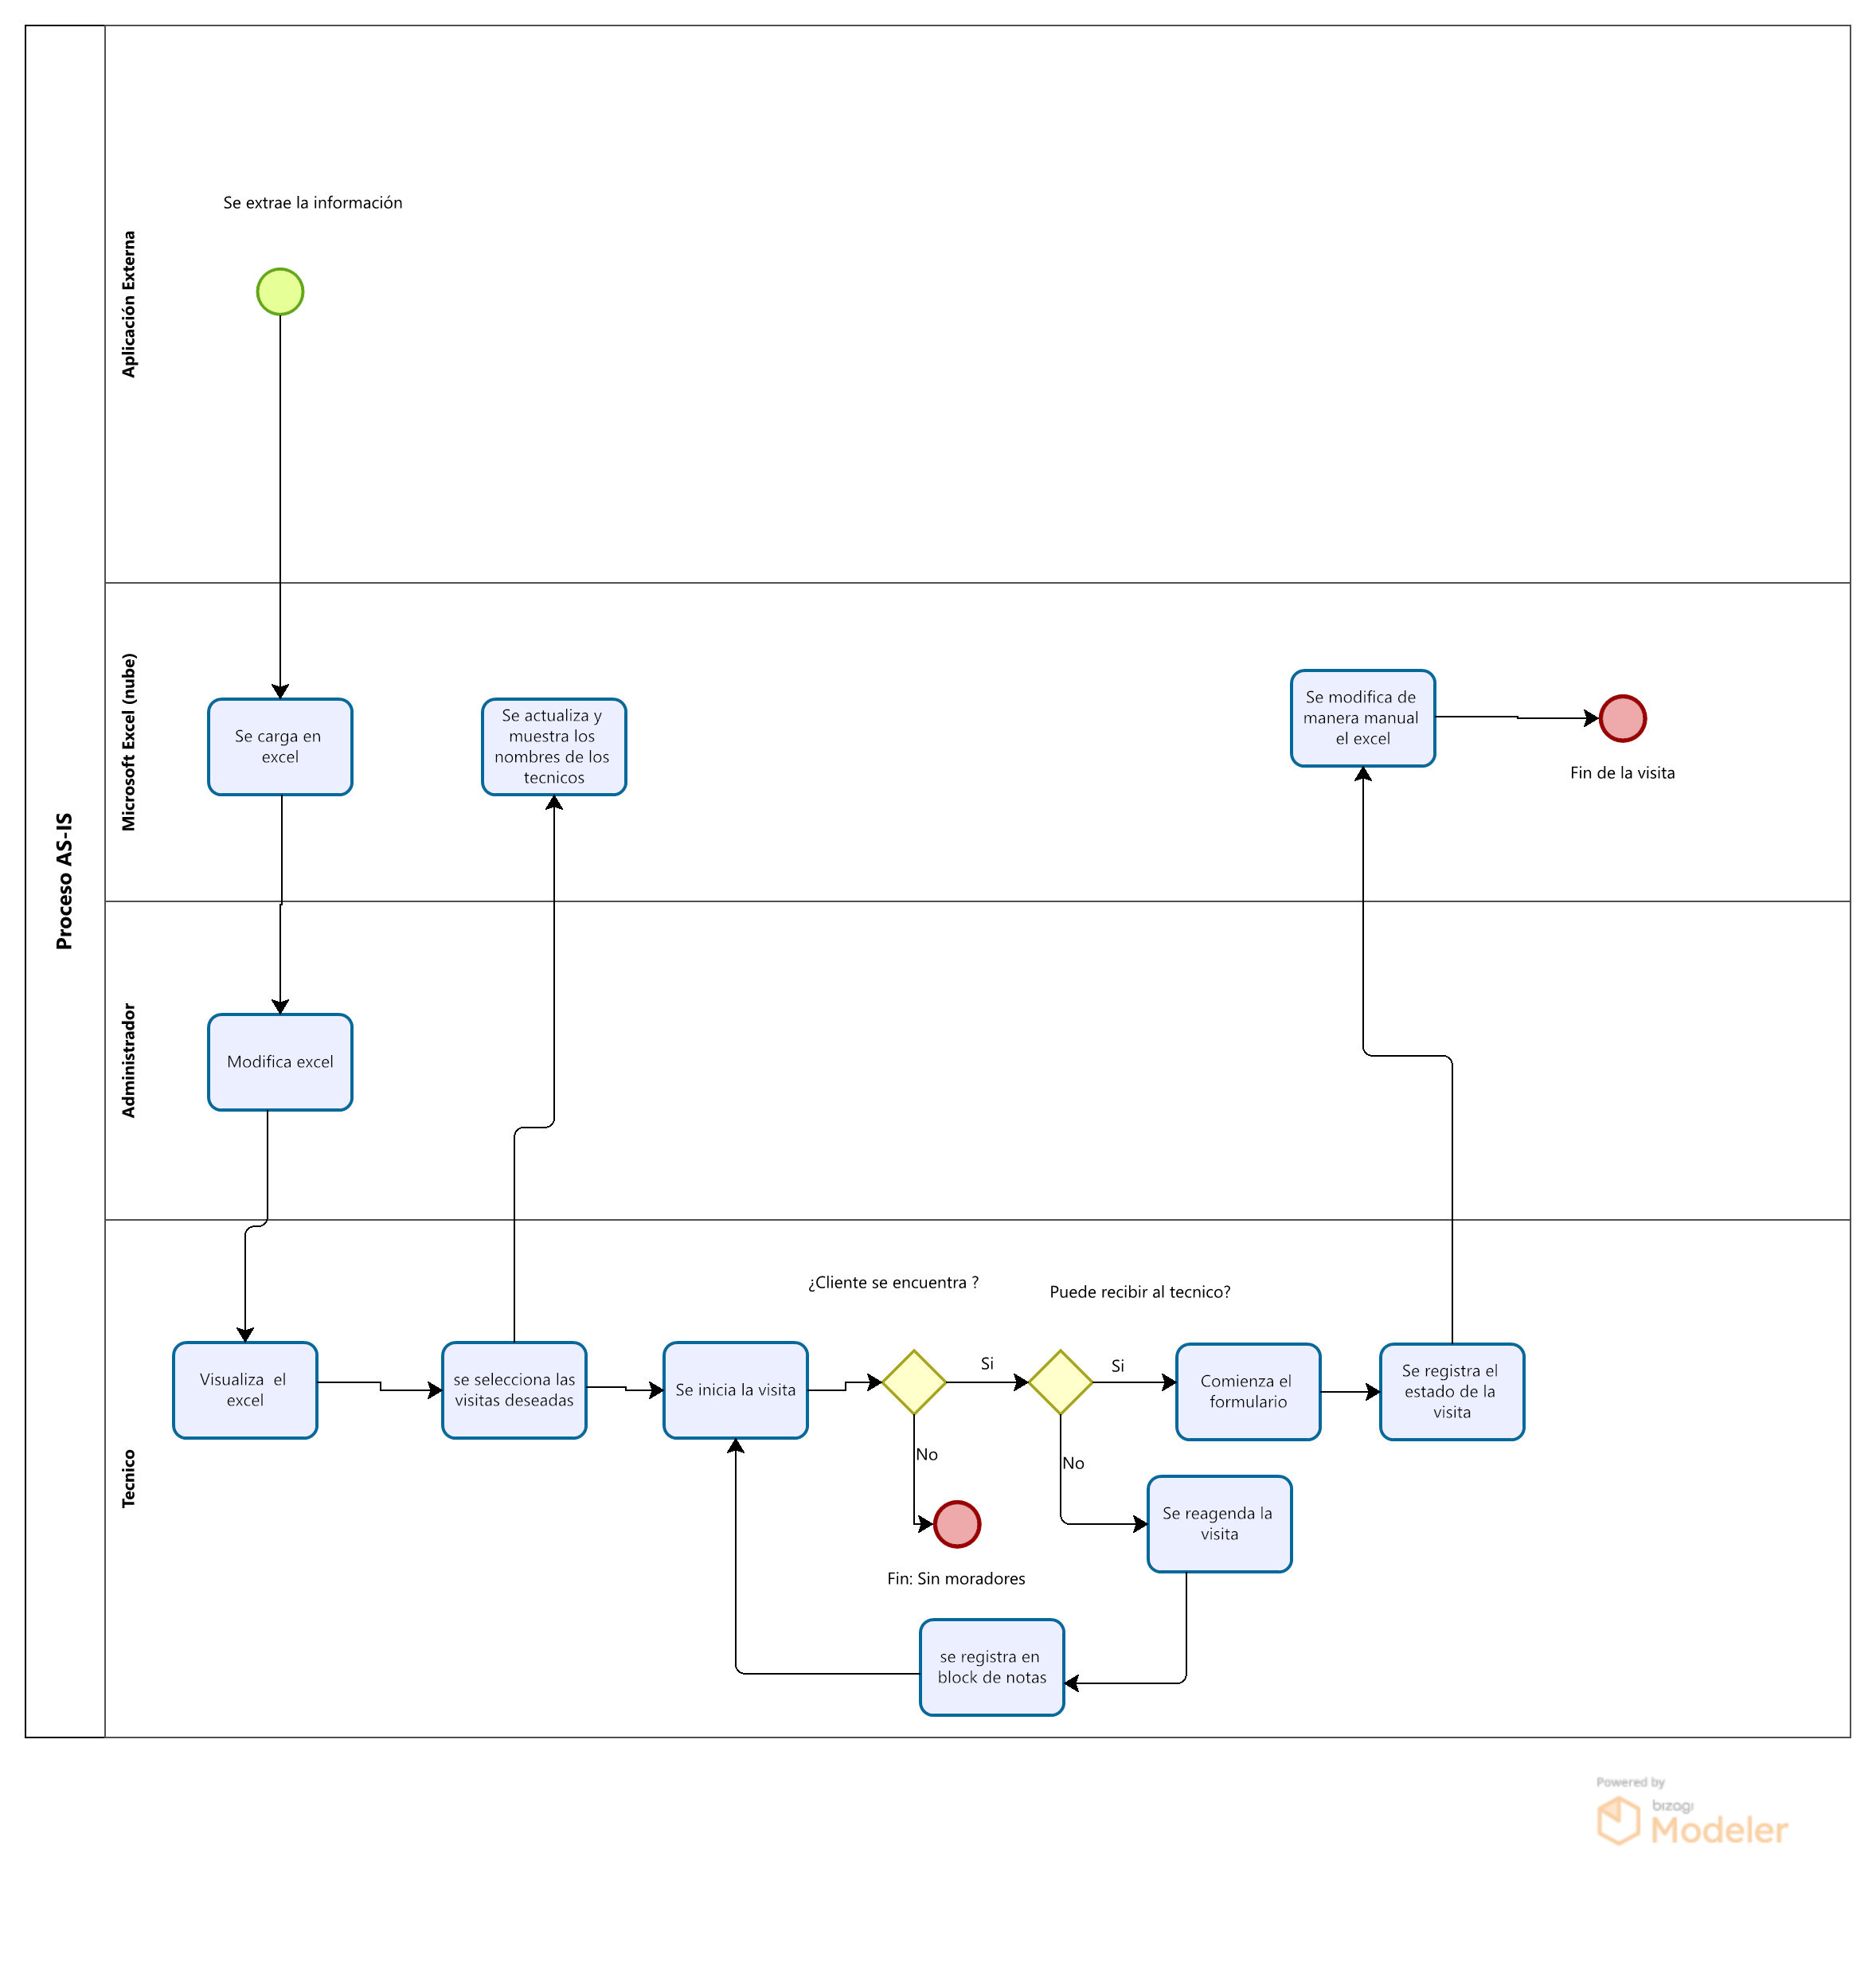 Proceso AS-IS
Aplicación Externa
Se extrae la información
Microsoft Excel (nube)
Se carga en
excel
Se actualiza y
muestra los
nombres de los
tecnicos
Se modifica de
manera manual
el excel
Fin de la visita
Administrador
Modifica excel
Tecnico
¿Cliente se encuentra ?
Puede recibir al tecnico?
Visualiza el
excel
se selecciona las
visitas deseadas
Se inicia la visita
Si
Si
Comienza el
formulario
Se registra el
estado de la
visita
No
No
Se reagenda la
visita
Fin: Sin moradores
se registra en
block de notas
Powered by
bizagi
Modeler